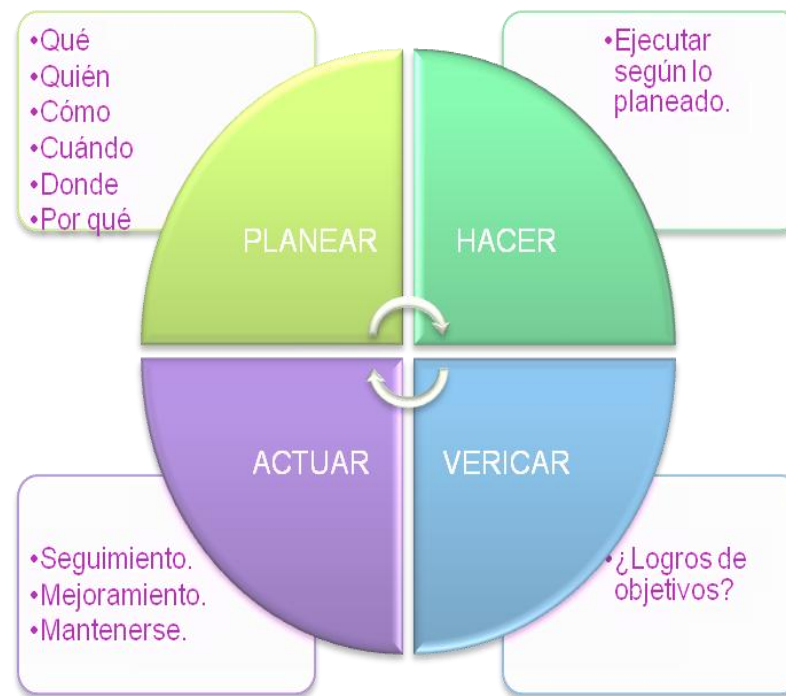 •Qué
•Quién
•Cómo
•Cuándo
•Donde
•Por qué
•Ejecutar
según lo
planeado.
PLANEAR
HACER
ACTUAR
VERICAR
•Seguimiento.
•Mejoramiento.
•Mantenerse.
•¿Logros de
objetivos?